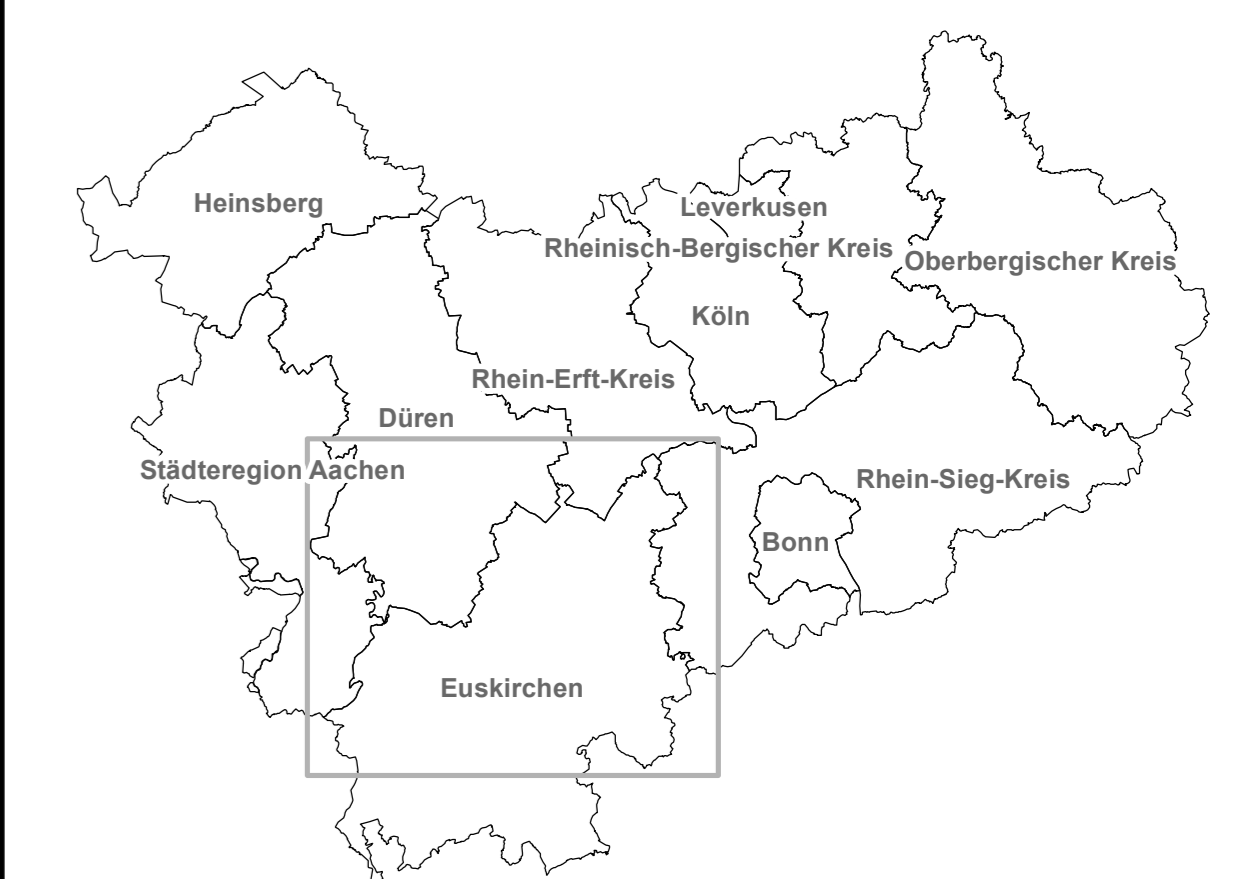 Heinsberg
Leverkusen
Rheinisch-Bergischer Kreis
Oberbergischer Kreis
Köln
Rhein-Erft-Kreis
Düren
Städteregion Aachen
Rhein-Sieg-Kreis
Bonn
Euskirchen